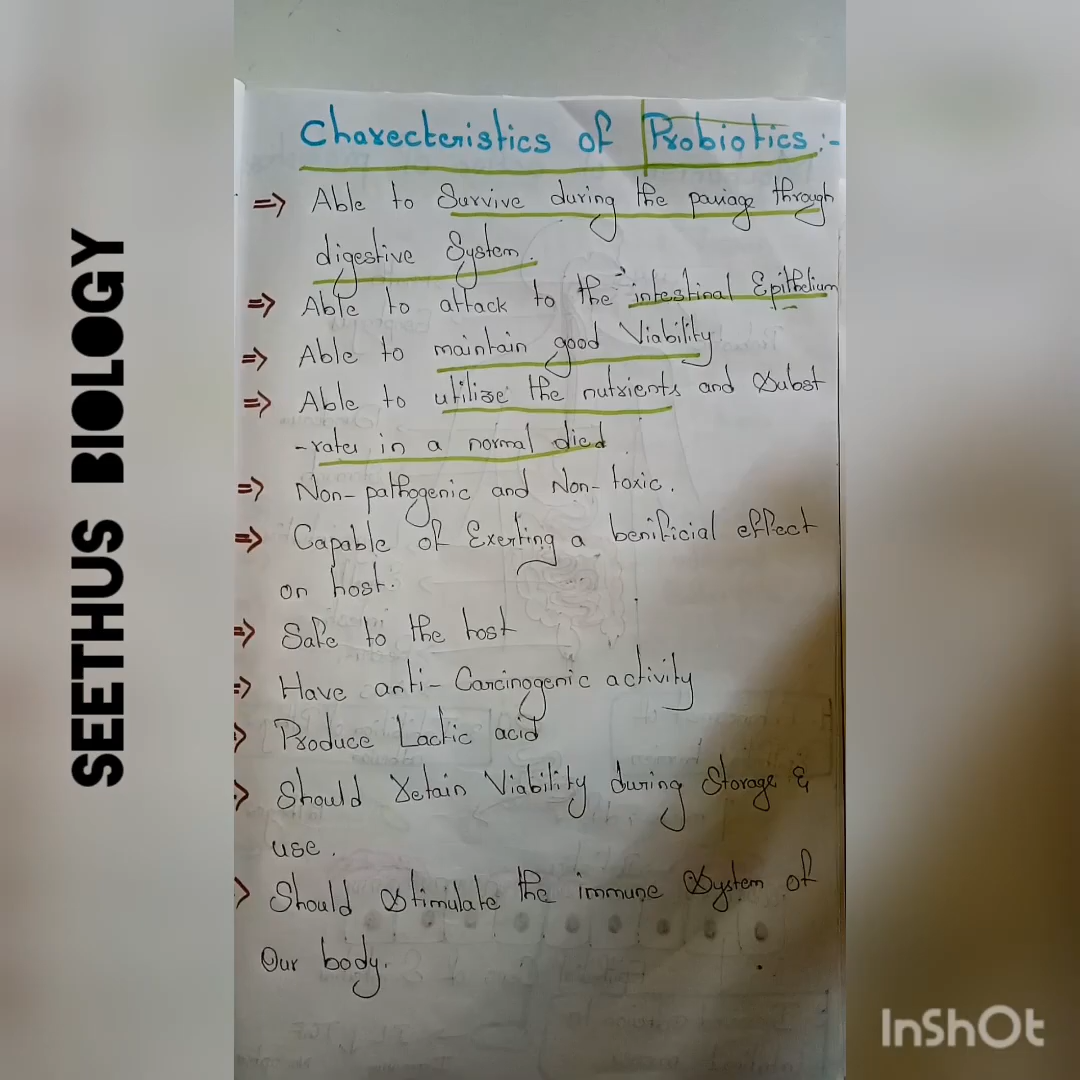 SEETHUS BIOLOGY
Charecteristics of Probiotics :-
=> Able to Survive during the passage through
digestive System.
=> Able to attack to the intestinal Epithelium
=> Able to maintain good Viability.
=> Able to utilize the nutrients and Subst
-rates in a normal died
=> Non-pathogenic and Non-toxic.
=> Capable of Exerting a benificial effect
on host.
=> Safe to the host
=> Have anti-Carcinogenic activity
=> Produce Lactic acid
=> Should retain Viability during Storage &
use.
=> Should Stimulate the immune System of
Our body.
InShOt